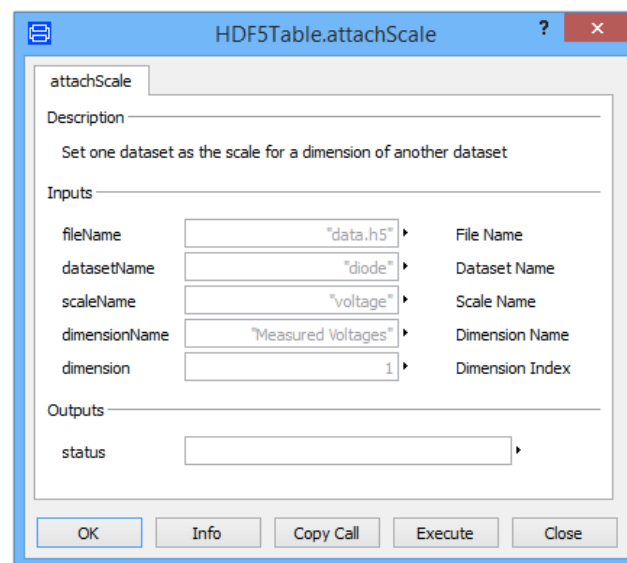 HDF5Table.attachScale ?
attachScale
Description
Set one dataset as the scale for a dimension of another dataset
Inputs
fileName "data.h5" File Name
datasetName "diode" Dataset Name
scaleName "voltage" Scale Name
dimensionName "Measured Voltages" Dimension Name
dimension 1 Dimension Index
Outputs
status
OK Info Copy Call Execute Close